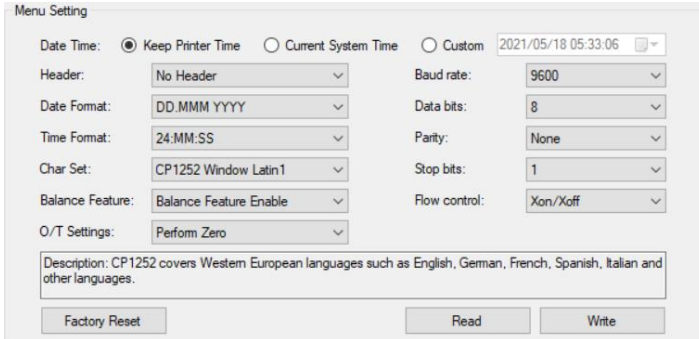 Menu Setting
Date Time: Keep Printer Time Current System Time Custom 2021/05/18 05:33:06
Header: No Header Baud rate: 9600
Date Format: DD.MMM YYYY Data bits: 8
Time Format: 24:MM:SS Parity: None
Char Set: CP1252 Window Latin1 Stop bits: 1
Balance Feature: Balance Feature Enable Flow control: Xon/Xoff
O/T Settings: Perform Zero
Description: CP1252 covers Western European languages such as English, German, French, Spanish, Italian and
other languages.
Factory Reset Read Write